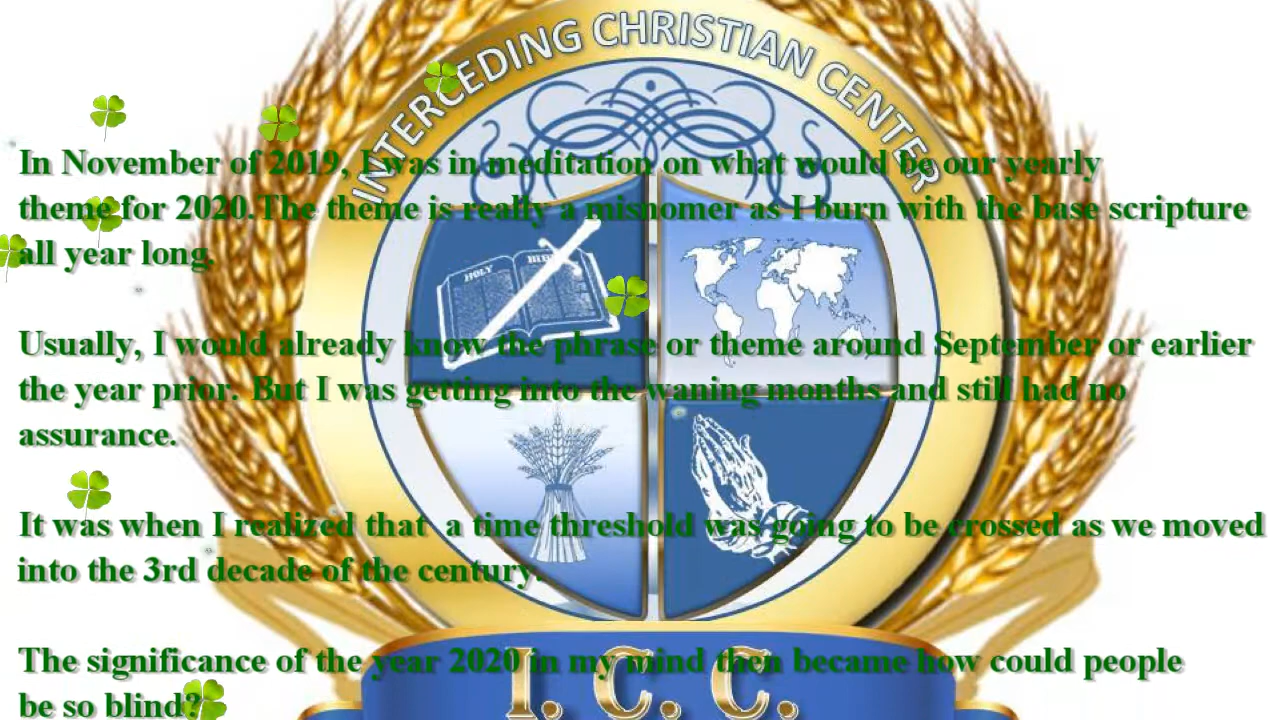 INTERCEDING CHRISTIAN CENTER
In November of 2019, I was in meditation on what would be our yearly
theme for 2020.The theme is really a misnomer as I burn with the base scripture
all year long.
HOLY BIBLE
Usually, I would already know the phrase or theme around September or earlier
the year prior. But I was getting into the waning months and still had no
assurance.
It was when I realized that a time threshold was going to be crossed as we moved
into the 3rd decade of the century.
The significance of the year 2020 in my mind then became how could people
be so blind?
I. C. C.